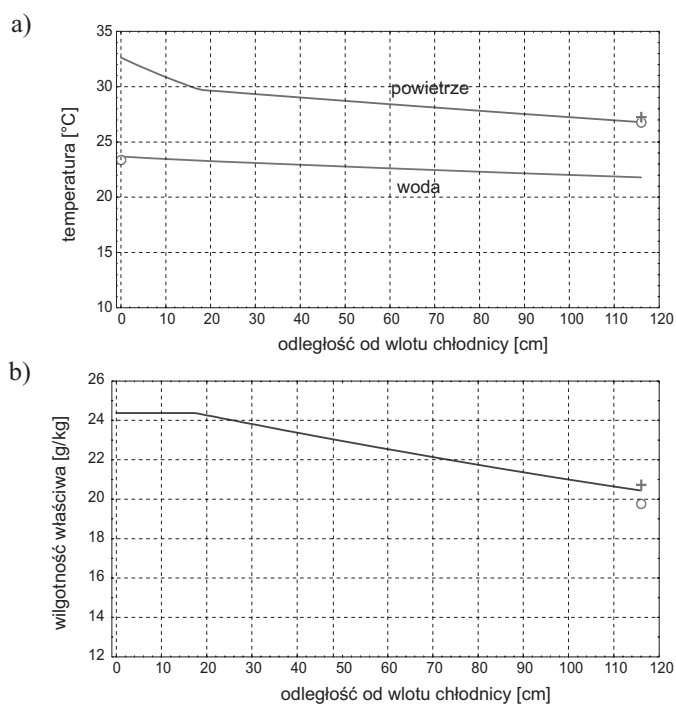 a)
35
30
25
20
15
10
temperatura [°C]
powietrze
woda
0 10 20 30 40 50 60 70 80 90 100 110 120
odległość od wlotu chłodnicy [cm]
b)
26
24
22
20
18
16
14
12
wilgotność właściwa [g/kg]
0 10 20 30 40 50 60 70 80 90 100 110 120
odległość od wlotu chłodnicy [cm]